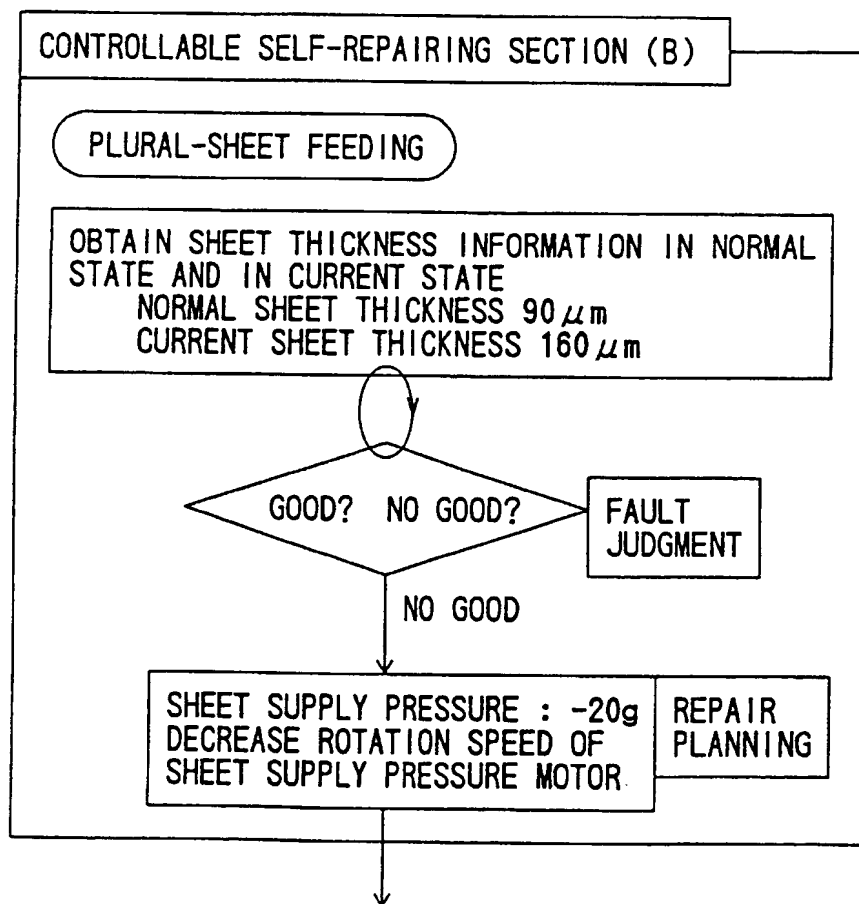 CONTROLLABLE SELF-REPAIRING SECTION (B)
PLURAL-SHEET FEEDING
OBTAIN SHEET THICKNESS INFORMATION IN NORMAL
STATE AND IN CURRENT STATE
NORMAL SHEET THICKNESS 90μm
CURRENT SHEET THICKNESS 160μm
GOOD? NO GOOD?
FAULT
JUDGMENT
NO GOOD
SHEET SUPPLY PRESSURE : -20g
DECREASE ROTATION SPEED OF
SHEET SUPPLY PRESSURE MOTOR
REPAIR
PLANNING